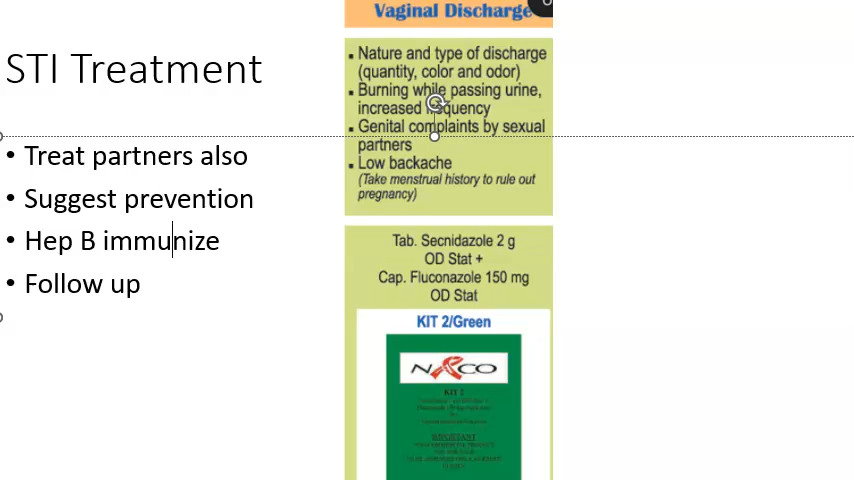 STI Treatment
• Treat partners also
• Suggest prevention
• Hep B immunize
• Follow up
Vaginal Discharge
▪ Nature and type of discharge
(quantity, color and odor)
▪ Burning while passing urine,
increased frequency
▪ Genital complaints by sexual
partners
▪ Low backache
(Take menstrual history to rule out
pregnancy)
Tab. Secnidazole 2 g
OD Stat +
Cap. Fluconazole 150 mg
OD Stat
KIT 2/Green
NACO
KIT 2
IMPORTANT